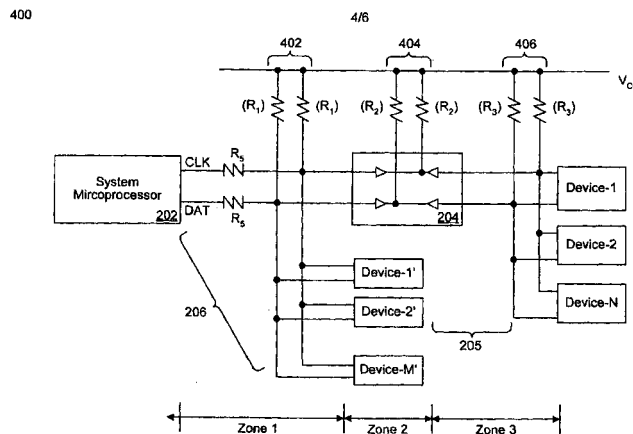 400
4/6
402 404 406
V_C
(R₁) (R₁) (R₂) (R₂) (R₃) (R₃)
CLK R₅
System
Mircoprocessor
202
DAT R₅
204
Device-1
Device-2
Device-N
Device-1'
Device-2'
Device-M'
206
205
Zone 1 Zone 2 Zone 3